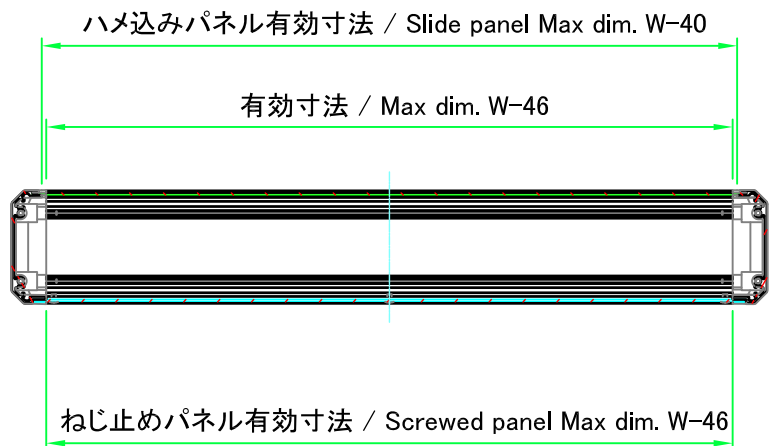 ハメ込みパネル有効寸法 / Slide panel Max dim. W-40
有効寸法 / Max dim. W-46
ねじ止めパネル有効寸法 / Screwed panel Max dim. W-46